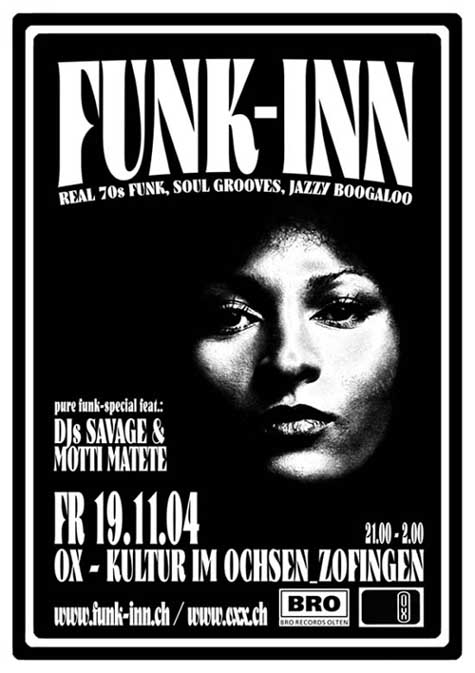 FUNK-INN
REAL 70s FUNK, SOUL GROOVES, JAZZY BOOGALOO
pure funk-special feat.:
DJs SAVAGE &
MOTTI MATETE
FR 19.11.04
21.00 - 2.00
OX - KULTUR IM OCHSEN_ZOFINGEN
www.funk-inn.ch / www.oxx.ch
BRO
BRO RECORDS OLTEN
OX